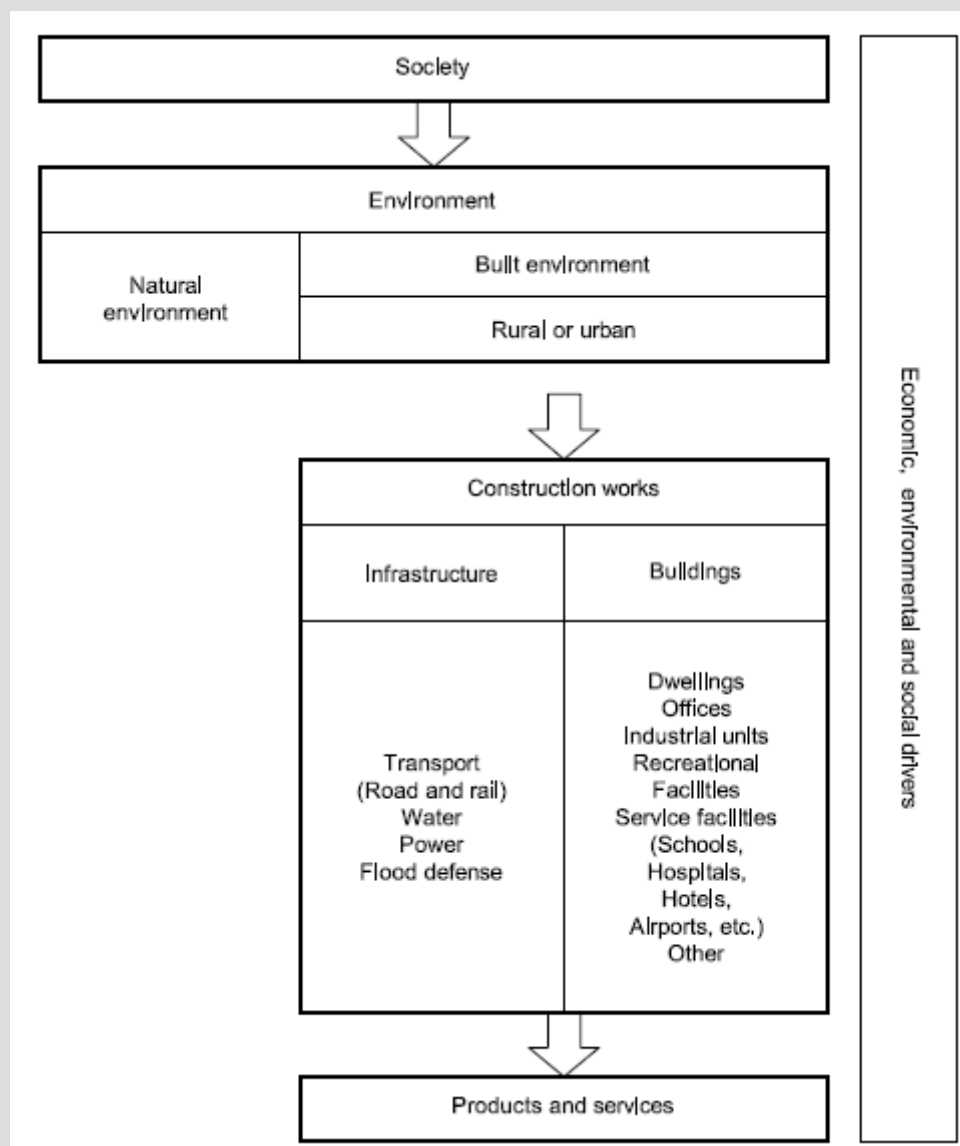 Society
Environment
Natural
environment
Built environment
Rural or urban
Construction works
Infrastructure
Buildings
Transport
(Road and rail)
Water
Power
Flood defense
Dwellings
Offices
Industrial units
Recreational
Facilities
Service facilities
(Schools,
Hospitals,
Hotels,
Airports, etc.)
Other
Products and services
Economic, environmental and social drivers